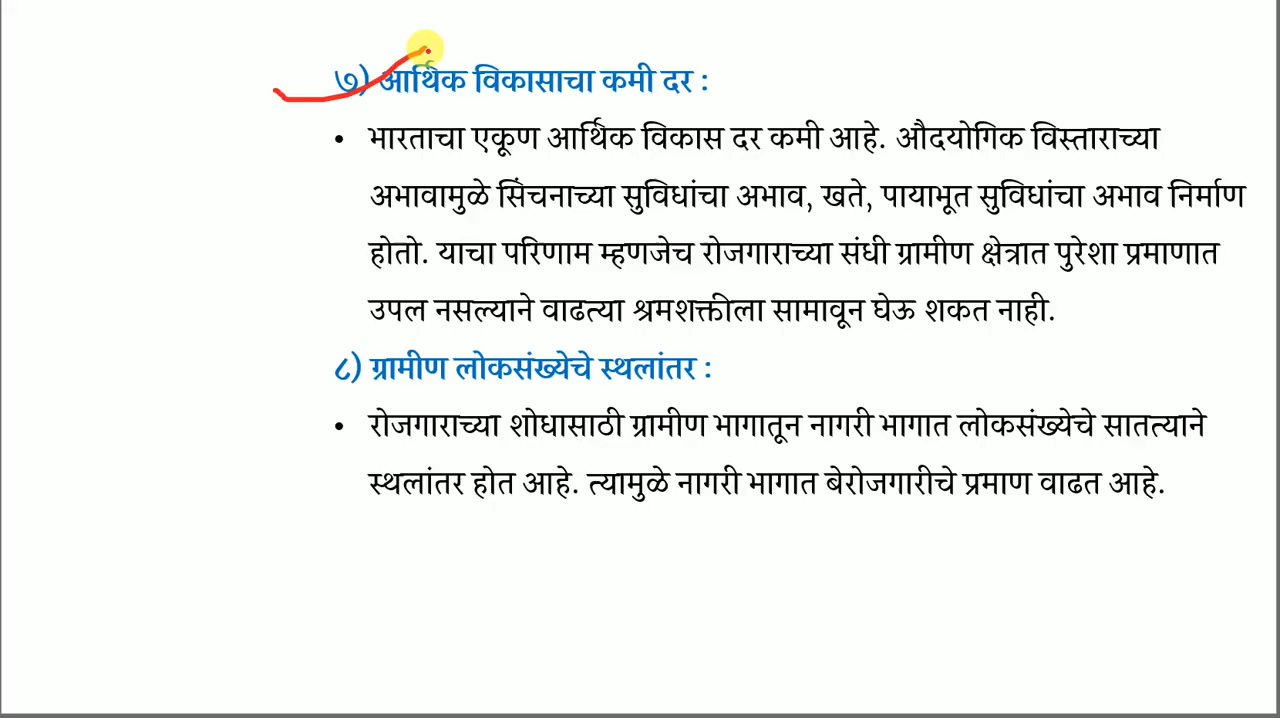 ७) आर्थिक विकासाचा कमी दर :
• भारताचा एकूण आर्थिक विकास दर कमी आहे. औदयोगिक विस्ताराच्या
अभावामुळे सिंचनाच्या सुविधांचा अभाव, खते, पायाभूत सुविधांचा अभाव निर्माण
होतो. याचा परिणाम म्हणजेच रोजगाराच्या संधी ग्रामीण क्षेत्रात पुरेशा प्रमाणात
उपल नसल्याने वाढत्या श्रमशक्तीला सामावून घेऊ शकत नाही.
८) ग्रामीण लोकसंख्येचे स्थलांतर :
• रोजगाराच्या शोधासाठी ग्रामीण भागातून नागरी भागात लोकसंख्येचे सातत्याने
स्थलांतर होत आहे. त्यामुळे नागरी भागात बेरोजगारीचे प्रमाण वाढत आहे.